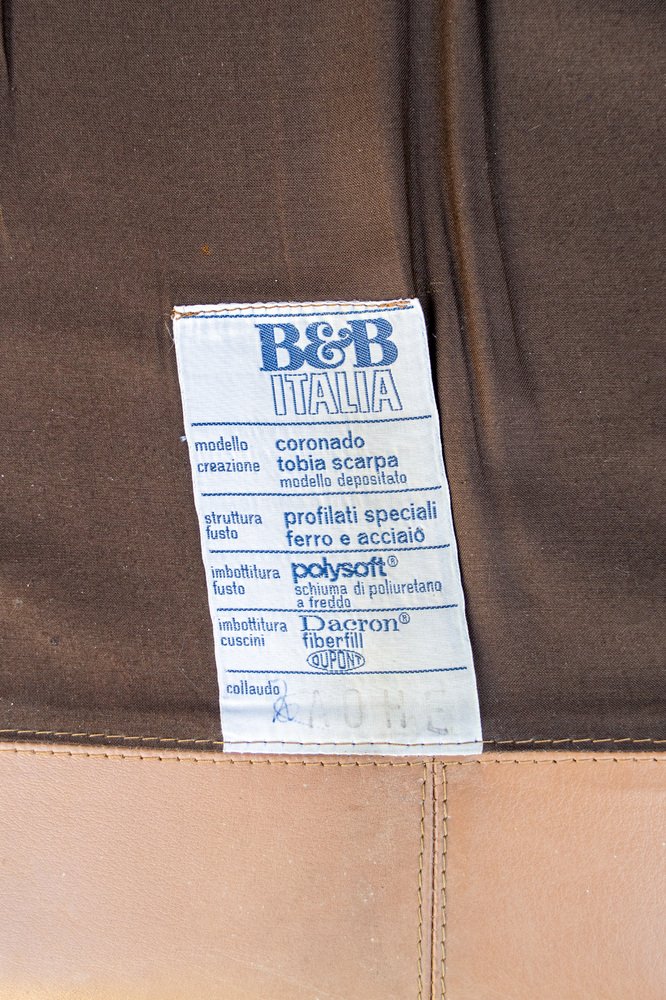 B&B
ITALIA
modello coronado
creazione tobia scarpa
modello depositato
struttura profilati speciali
fusto ferro e acciaio
imbottitura polysoft®
fusto schiuma di poliuretano
a freddo
imbottitura Dacron®
cuscini fiberfill
DUPONT
collaudo